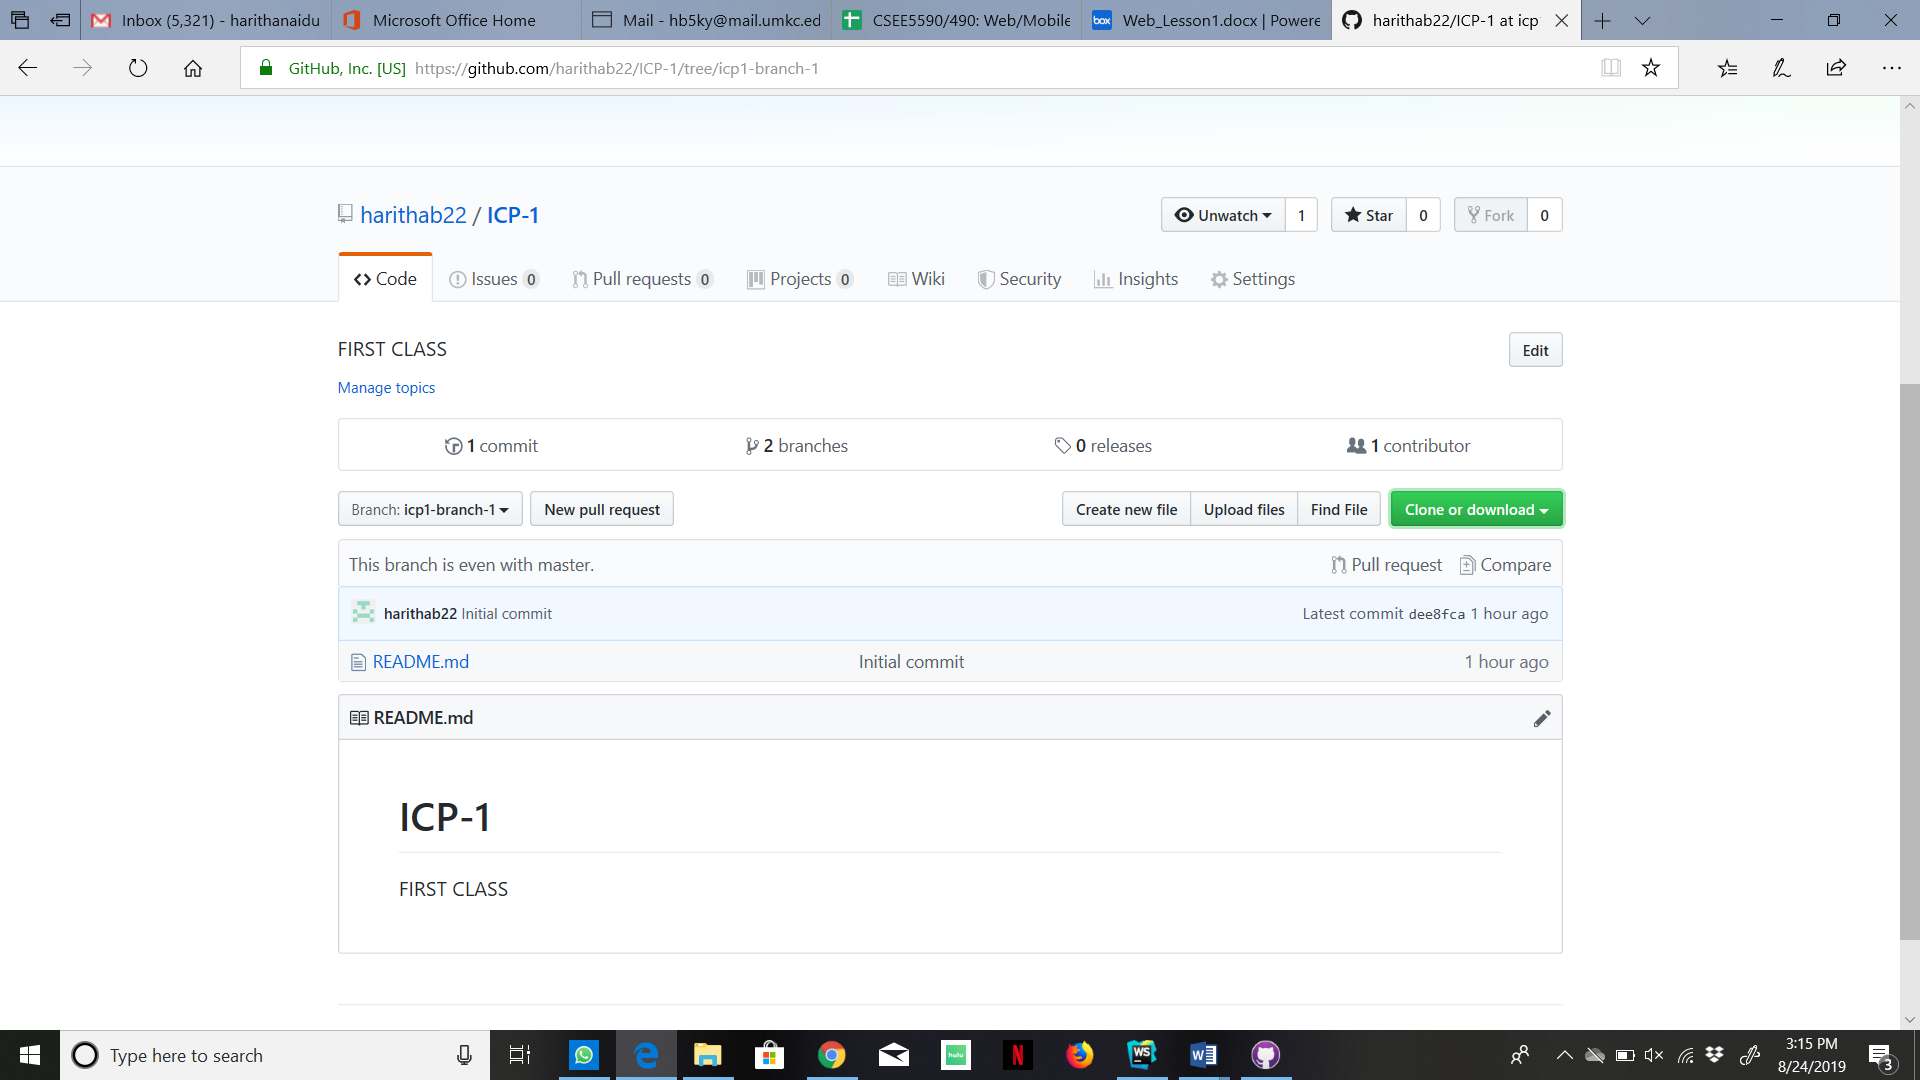 Inbox (5,321) - harithanaidu
Microsoft Office Home
Mail - hb5ky@mail.umkc.ed
CSEE5590/490: Web/Mobile
box Web_Lesson1.docx | Powere
harithab22/ICP-1 at icp
GitHub, Inc. [US] https://github.com/harithab22/ICP-1/tree/icp1-branch-1
harithab22 / ICP-1
Unwatch 1 Star 0 Fork 0
Code Issues 0 Pull requests 0 Projects 0 Wiki Security Insights Settings
FIRST CLASS
Edit
Manage topics
1 commit 2 branches 0 releases 1 contributor
Branch: icp1-branch-1 New pull request Create new file Upload files Find File Clone or download
This branch is even with master. Pull request Compare
harithab22 Initial commit Latest commit dee8fca 1 hour ago
README.md Initial commit 1 hour ago
README.md
ICP-1
FIRST CLASS
Type here to search
hulu
N
WS
W
3:15 PM
8/24/2019
3